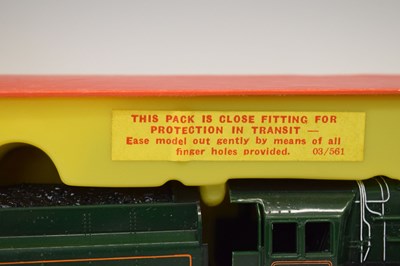 THIS PACK IS CLOSE FITTING FOR
PROTECTION IN TRANSIT —
Ease model out gently by means of all
finger holes provided. 03/561